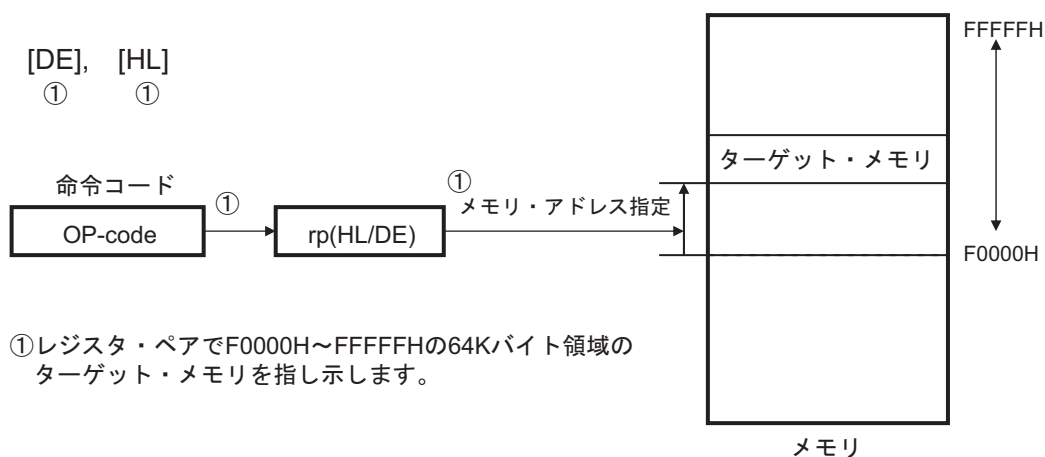 FFFFFH
[DE], [HL]
① ①
ターゲット・メモリ
命令コード
①
①
メモリ・アドレス指定
OP-code
rp(HL/DE)
F0000H
①レジスタ・ペアでF0000H～FFFFFHの64Kバイト領域の
ターゲット・メモリを指し示します。
メモリ